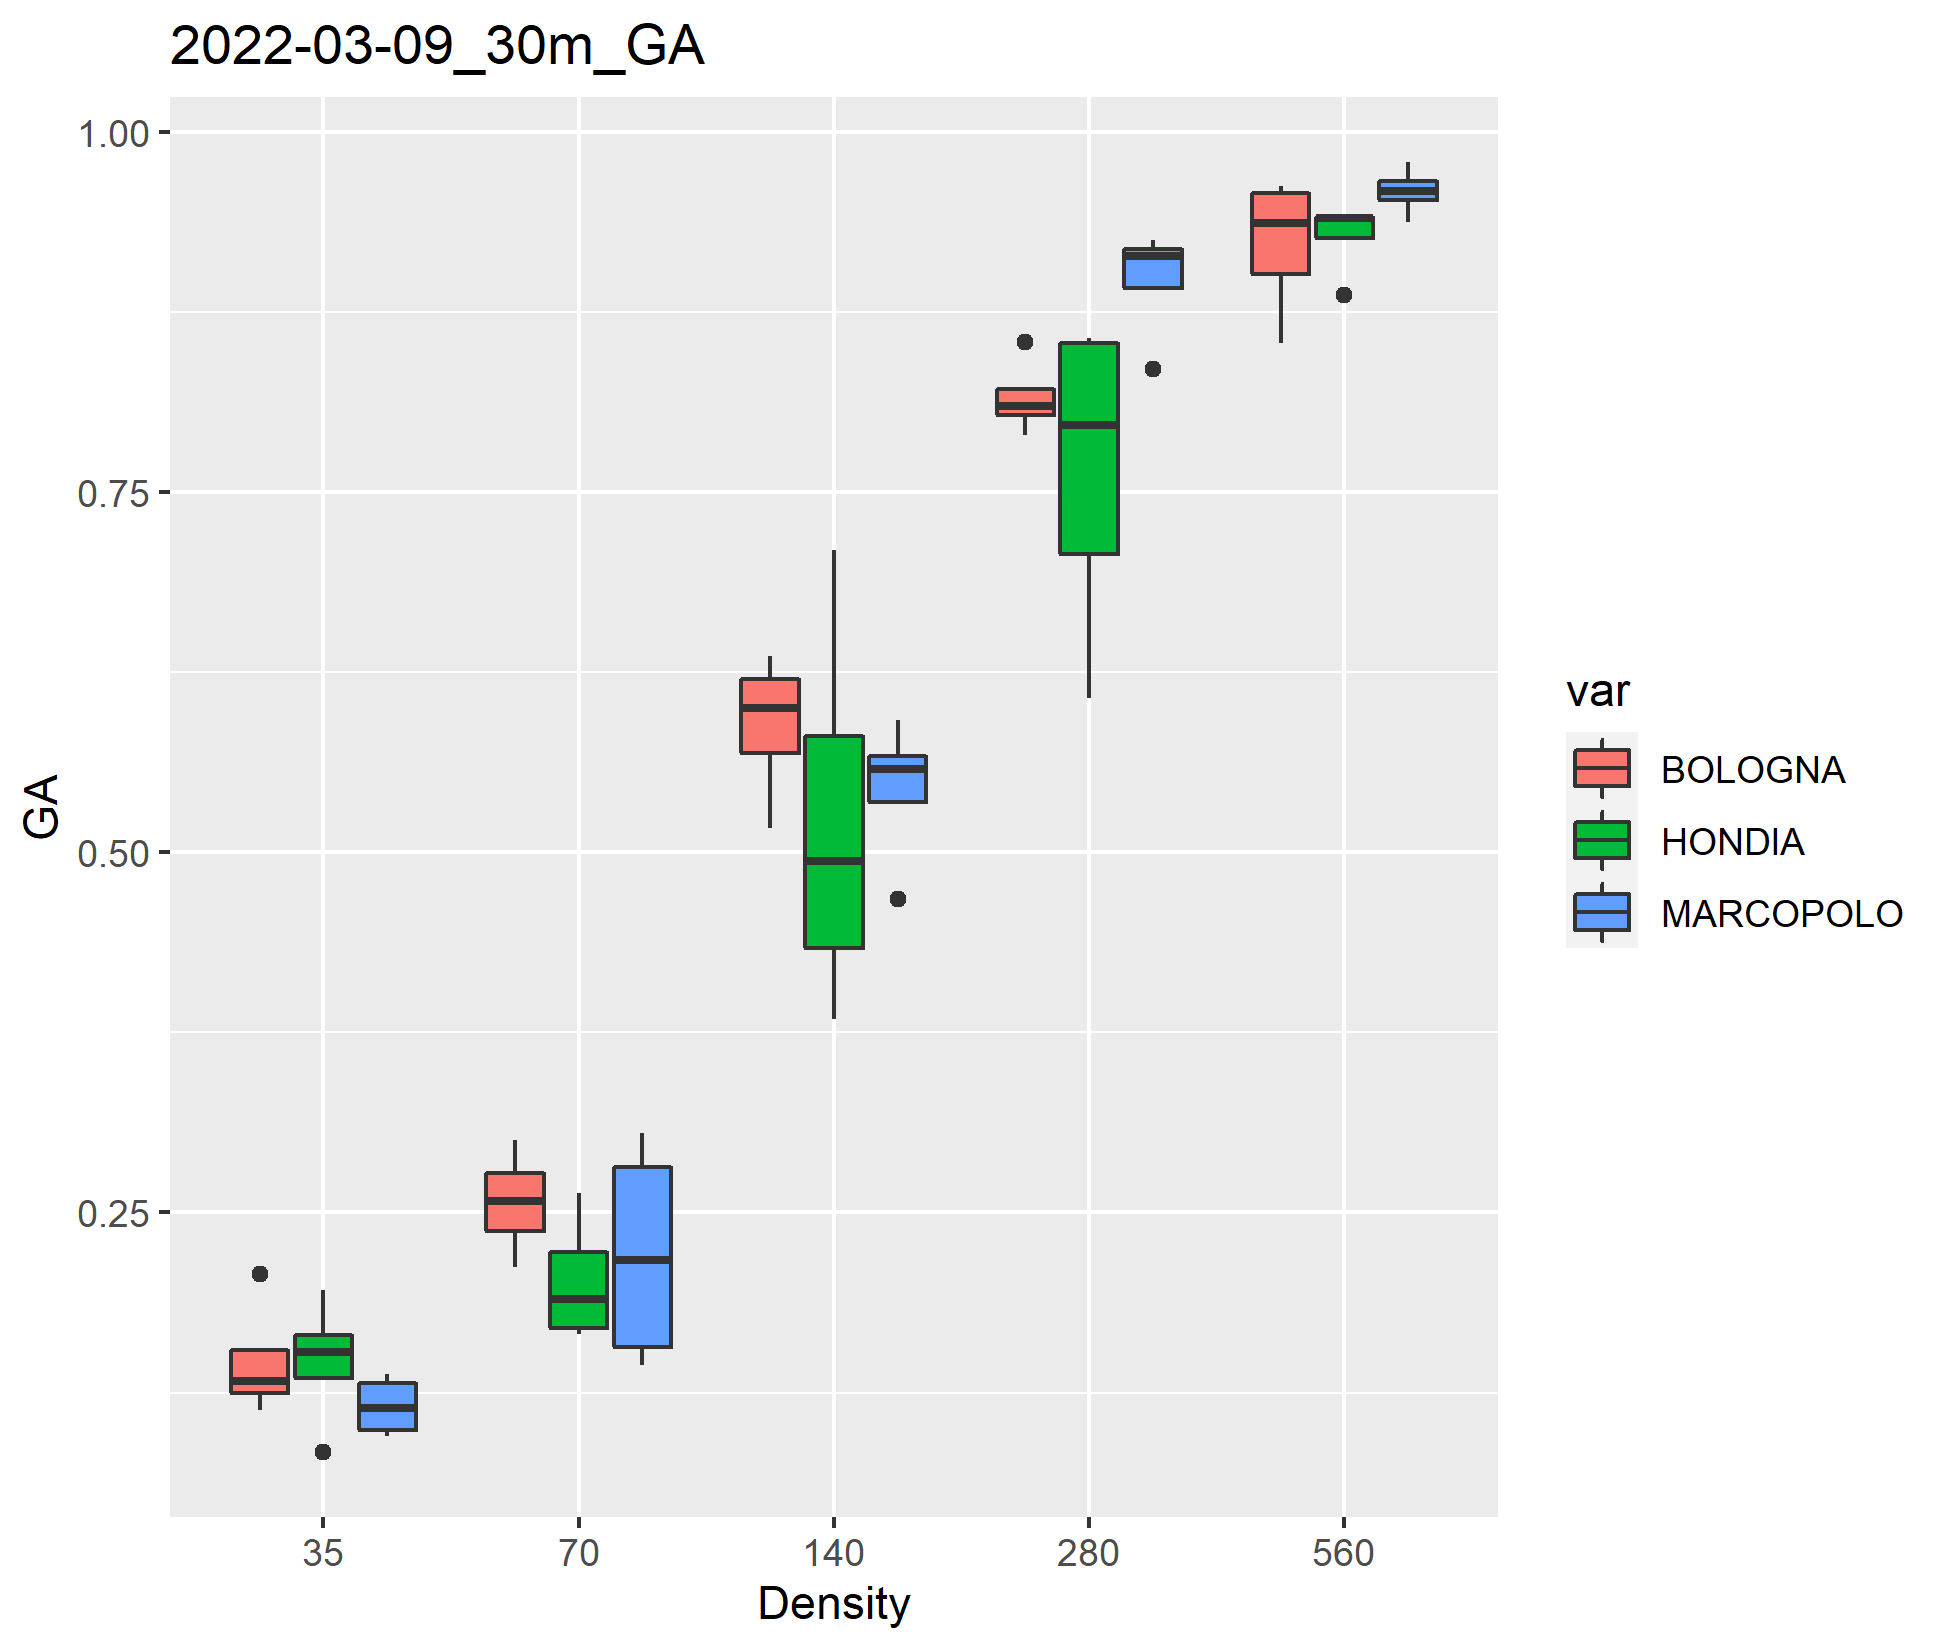 2022-03-09_30m_GA
1.00
0.75
0.50
0.25
GA
35 70 140 280 560
Density
var
BOLOGNA
HONDIA
MARCOPOLO